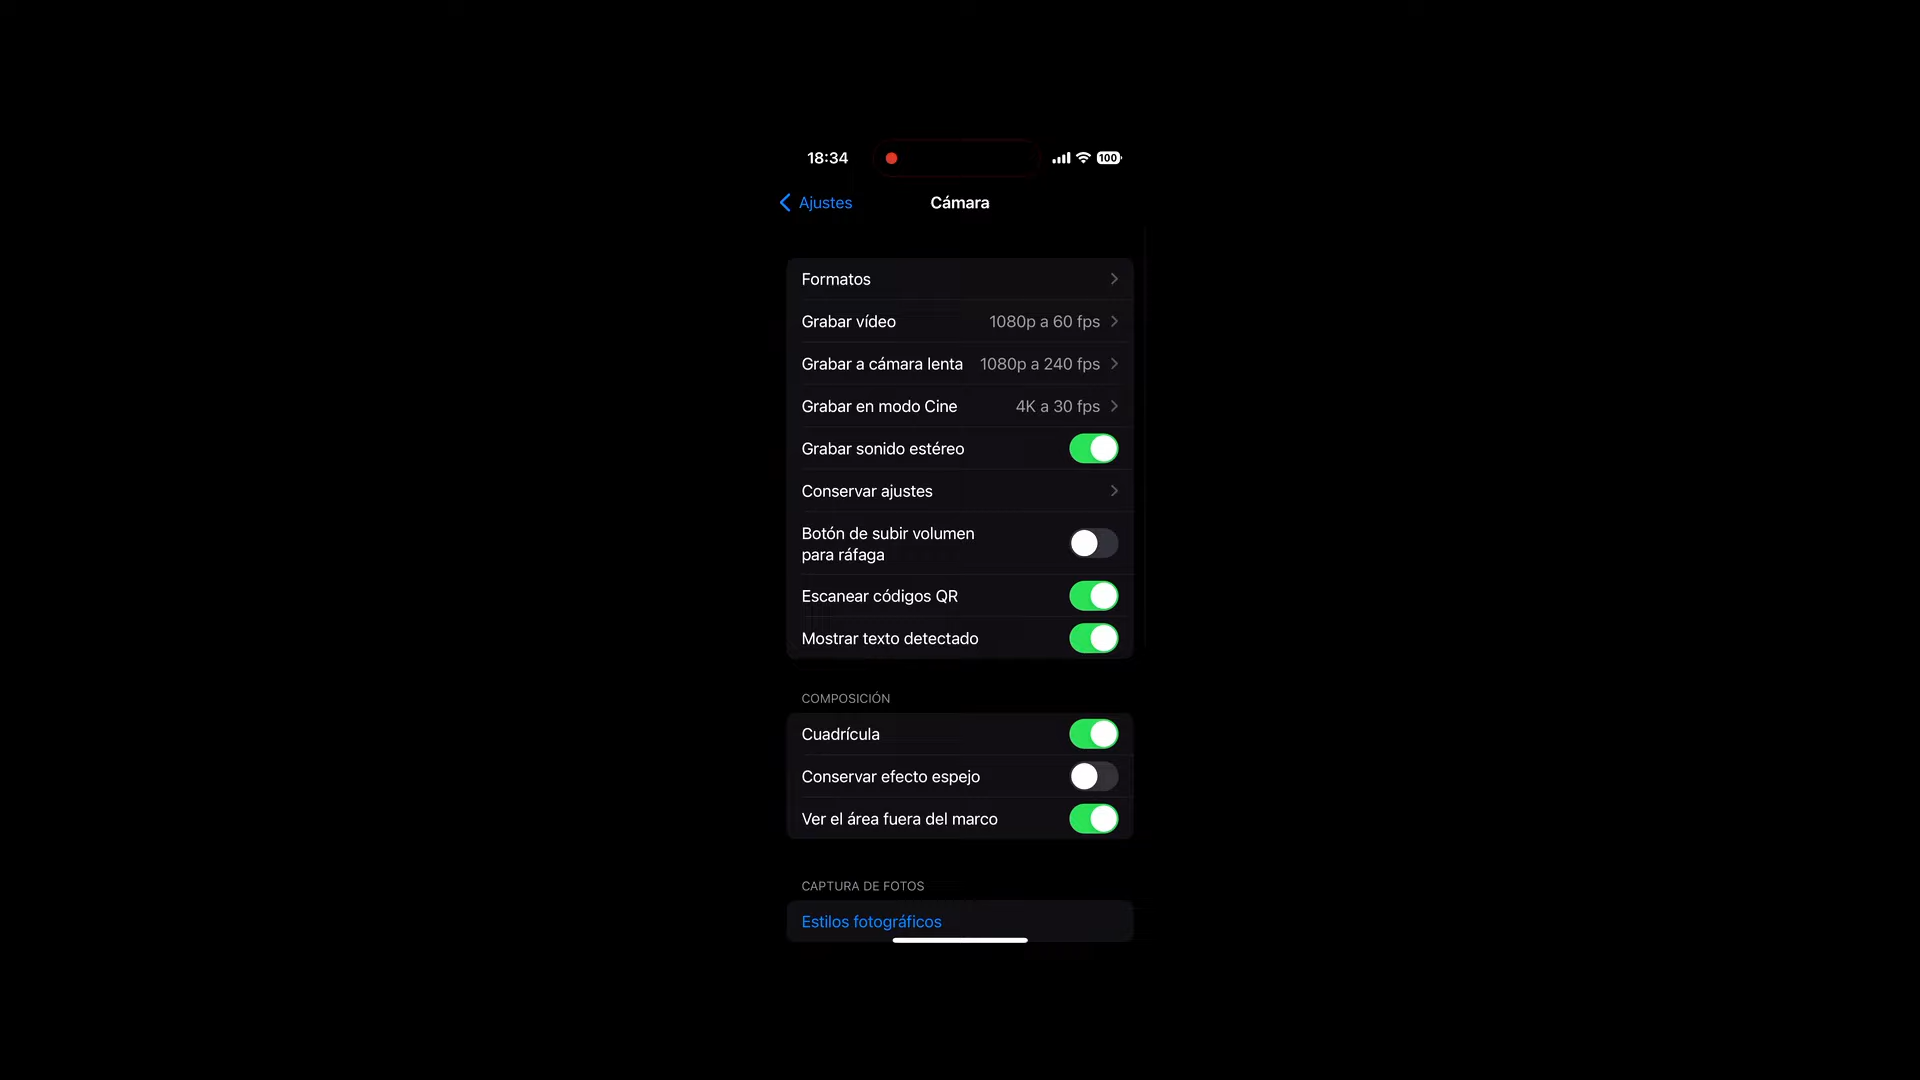 18:34
100
Ajustes
Cámara
Formatos
Grabar vídeo 1080p a 60 fps
Grabar a cámara lenta 1080p a 240 fps
Grabar en modo Cine 4K a 30 fps
Grabar sonido estéreo
Conservar ajustes
Botón de subir volumen
para ráfaga
Escanear códigos QR
Mostrar texto detectado
COMPOSICIÓN
Cuadrícula
Conservar efecto espejo
Ver el área fuera del marco
CAPTURA DE FOTOS
Estilos fotográficos